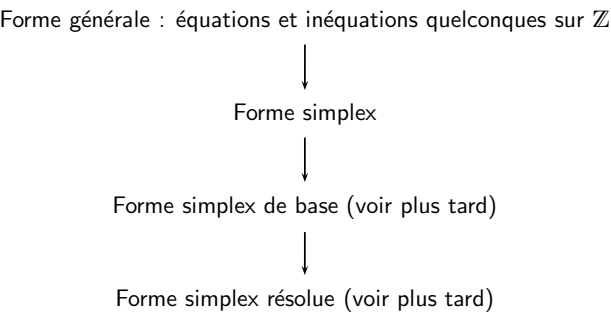 Forme générale : équations et inéquations quelconques sur ℤ
Forme simplex
Forme simplex de base (voir plus tard)
Forme simplex résolue (voir plus tard)